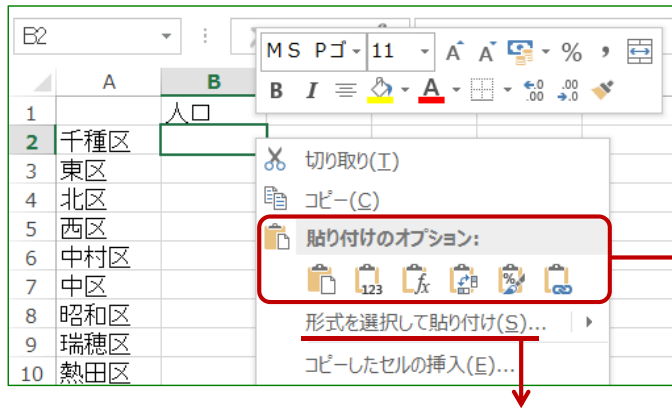 B2
MS Pゴ 11 A A % ,
B I A .00 .00
A B
1 人口
2 千種区
3 東区
4 北区
5 西区
6 中村区
7 中区
8 昭和区
9 瑞穂区
10 熱田区
切り取り(T)
コピー(C)
貼り付けのオプション:
123 fx %
形式を選択して貼り付け(S)...
コピーしたセルの挿入(E)...